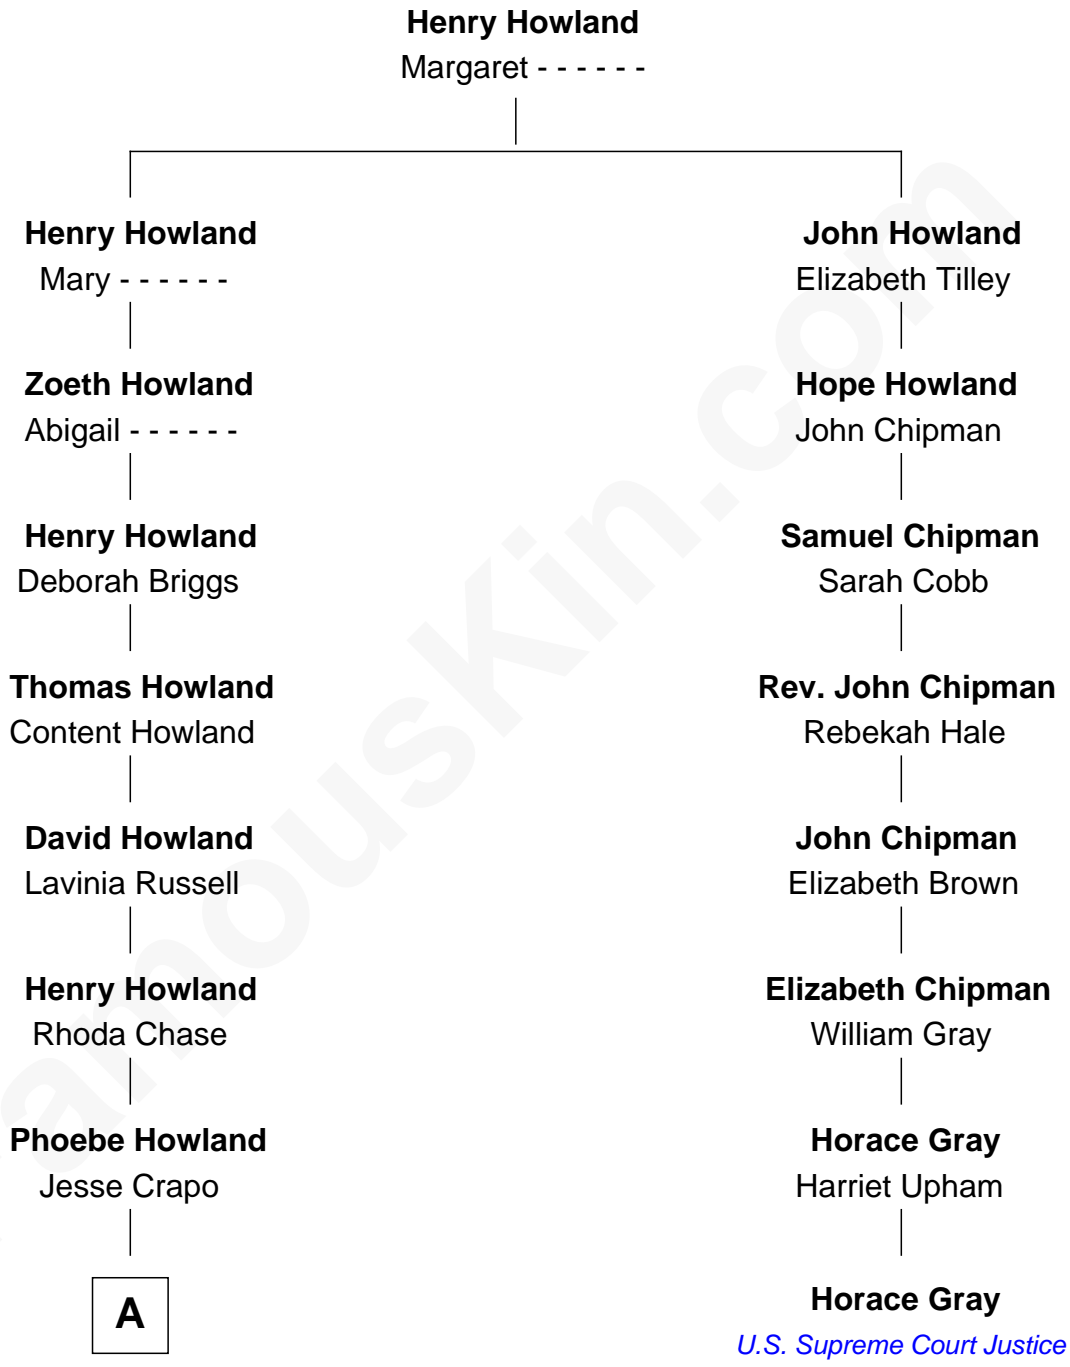 Henry Howland
Margaret - - - - - -
Henry Howland
John Howland
Mary - - - - - -
Elizabeth Tilley
Zoeth Howland
Hope Howland
Abigail - - - - - -
John Chipman
Henry Howland
Samuel Chipman
Deborah Briggs
Sarah Cobb
Thomas Howland
Rev. John Chipman
Content Howland
Rebekah Hale
David Howland
John Chipman
Lavinia Russell
Elizabeth Brown
Henry Howland
Elizabeth Chipman
Rhoda Chase
William Gray
Phoebe Howland
Horace Gray
Jesse Crapo
Harriet Upham
A
Horace Gray
U.S. Supreme Court Justice
amouskin.com